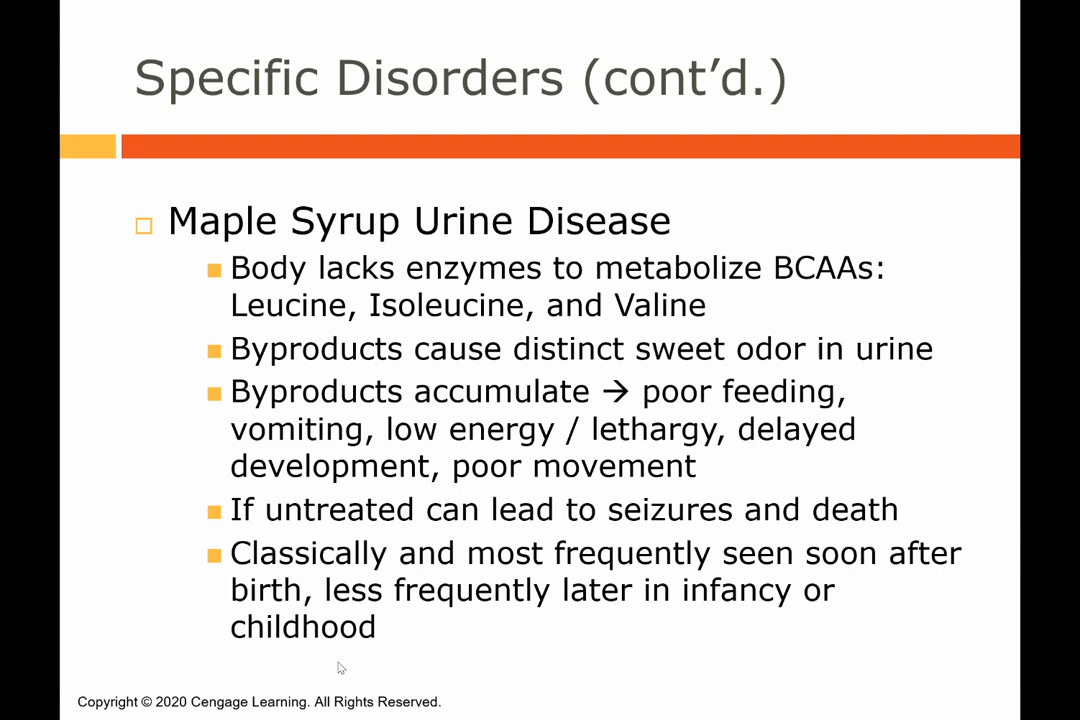 Specific Disorders (cont’d.)
Maple Syrup Urine Disease
Body lacks enzymes to metabolize BCAAs:
Leucine, Isoleucine, and Valine
Byproducts cause distinct sweet odor in urine
Byproducts accumulate → poor feeding,
vomiting, low energy / lethargy, delayed
development, poor movement
If untreated can lead to seizures and death
Classically and most frequently seen soon after
birth, less frequently later in infancy or
childhood
Copyright © 2020 Cengage Learning. All Rights Reserved.